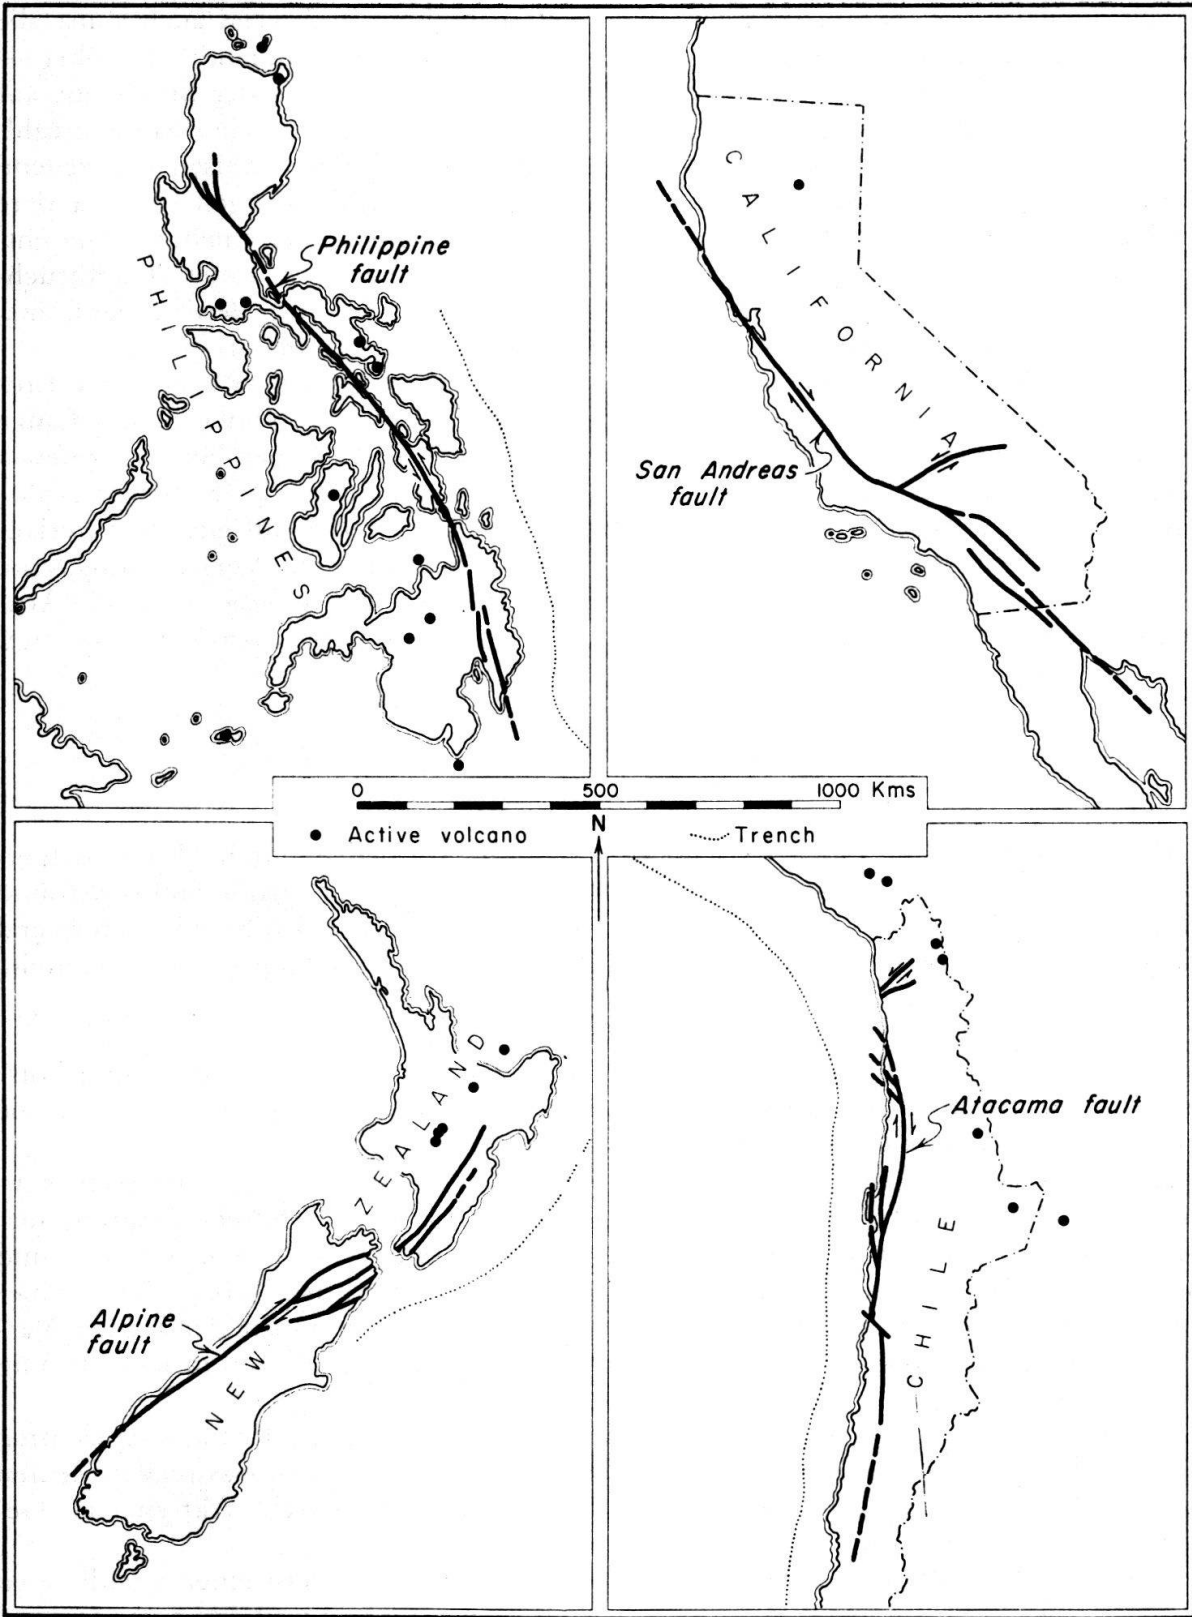 Philippine
fault
PHILIPPINES
CALIFORNIA
San Andreas
fault
0 500 1000 Kms
Active volcano
N
Trench
NEW ZEALAND
Alpine
fault
Atacama fault
CHILE